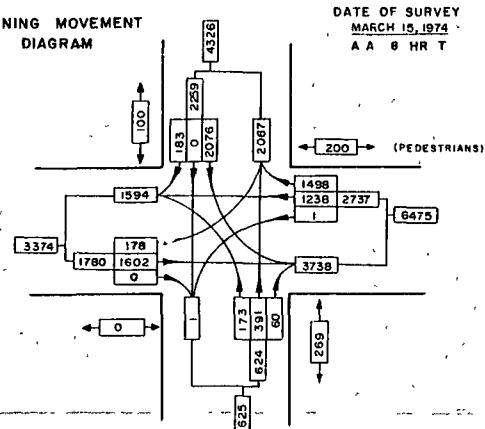 NING MOVEMENT
DIAGRAM
DATE OF SURVEY
MARCH 15, 1974
A A 8 HR T
4326
2259
183 0 2076
2067
100
200 (PEDESTRIANS)
1594
1498
1238 2737
1
6475
3374
178
1780 1602
0
3738
0
1
173 391 60
624
269
625